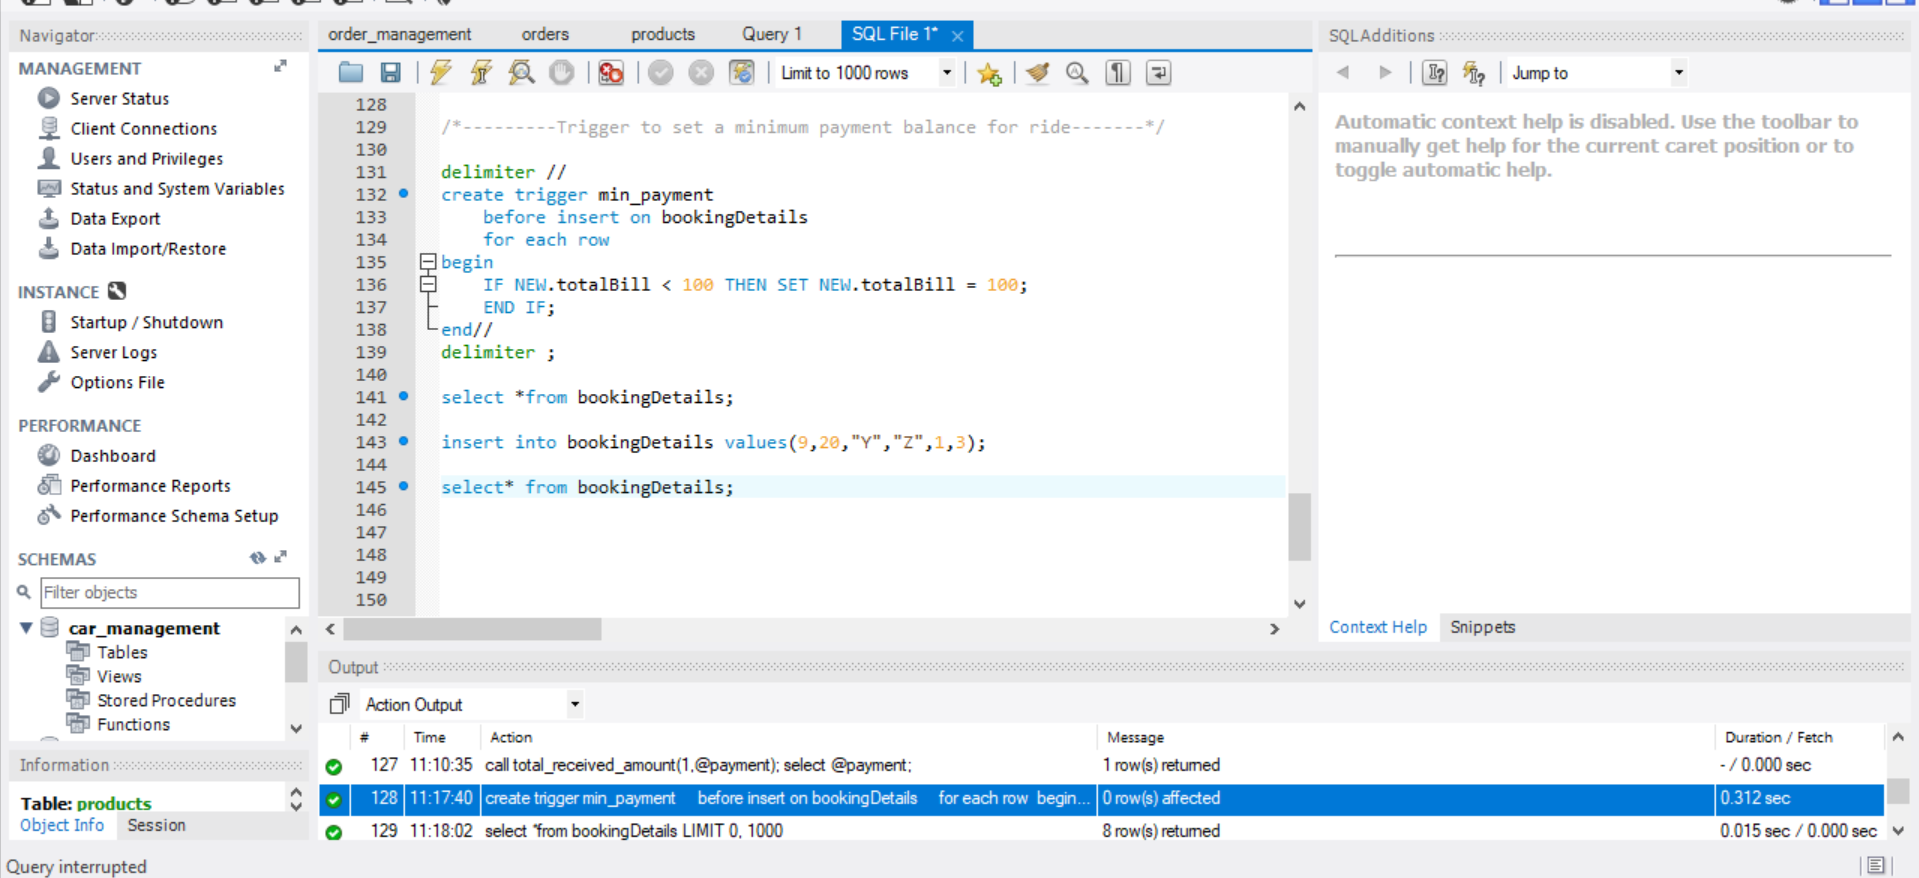 Navigator
MANAGEMENT
Server Status
Client Connections
Users and Privileges
Status and System Variables
Data Export
Data Import/Restore
INSTANCE
Startup / Shutdown
Server Logs
Options File
PERFORMANCE
Dashboard
Performance Reports
Performance Schema Setup
SCHEMAS
Filter objects
car_management
Tables
Views
Stored Procedures
Functions
Information
Table: products
Object Info Session
Query interrupted
order_management orders products Query 1 SQL File 1*
Limit to 1000 rows
128
129 /*---------Trigger to set a minimum payment balance for ride-------*/
130
131 delimiter //
132 create trigger min_payment
133 before insert on bookingDetails
134 for each row
135 begin
136 IF NEW.totalBill < 100 THEN SET NEW.totalBill = 100;
137 END IF;
138 end//
139 delimiter ;
140
141 select *from bookingDetails;
142
143 insert into bookingDetails values(9,20,"Y","Z",1,3);
144
145 select* from bookingDetails;
146
147
148
149
150
SQLAdditions
Jump to
Automatic context help is disabled. Use the toolbar to
manually get help for the current caret position or to
toggle automatic help.
Context Help Snippets
Output
Action Output
# Time Action Message Duration / Fetch
127 11:10:35 call total_received_amount(1,@payment); select @payment; 1 row(s) returned - / 0.000 sec
128 11:17:40 create trigger min_payment before insert on bookingDetails for each row begin... 0 row(s) affected 0.312 sec
129 11:18:02 select *from bookingDetails LIMIT 0, 1000 8 row(s) returned 0.015 sec / 0.000 sec